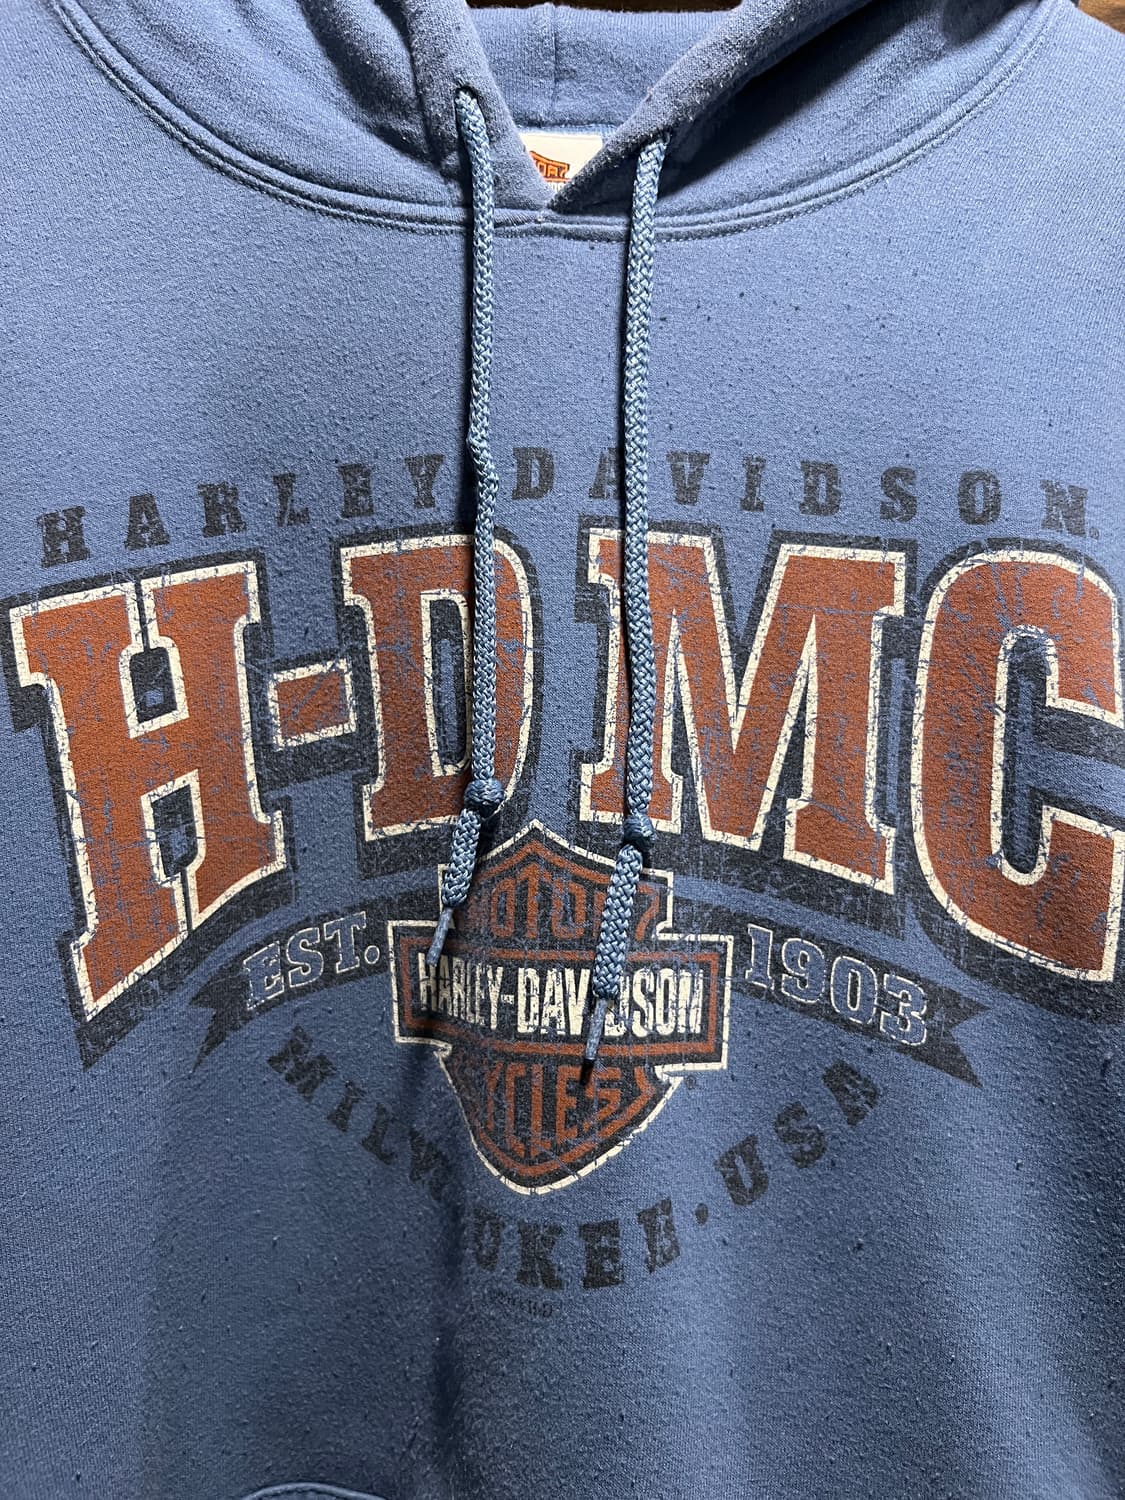 HARLEY-DAVIDSON
H-D MC
EST. 1903
MOTOR
HARLEY-DAVIDSON
CYCLES
MILWAUKEE, USA